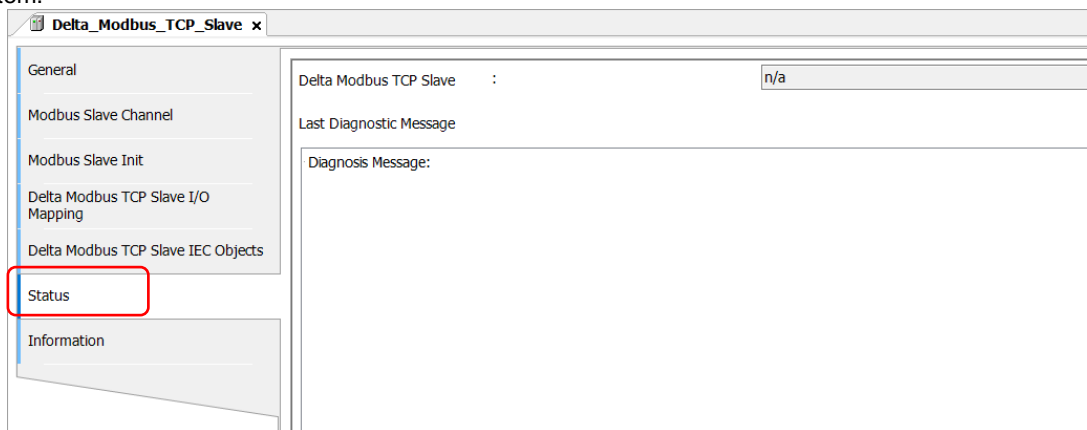 Delta_Modbus_TCP_Slave x
General
Modbus Slave Channel
Modbus Slave Init
Delta Modbus TCP Slave I/O
Mapping
Delta Modbus TCP Slave IEC Objects
Status
Information
Delta Modbus TCP Slave : n/a
Last Diagnostic Message
Diagnosis Message: